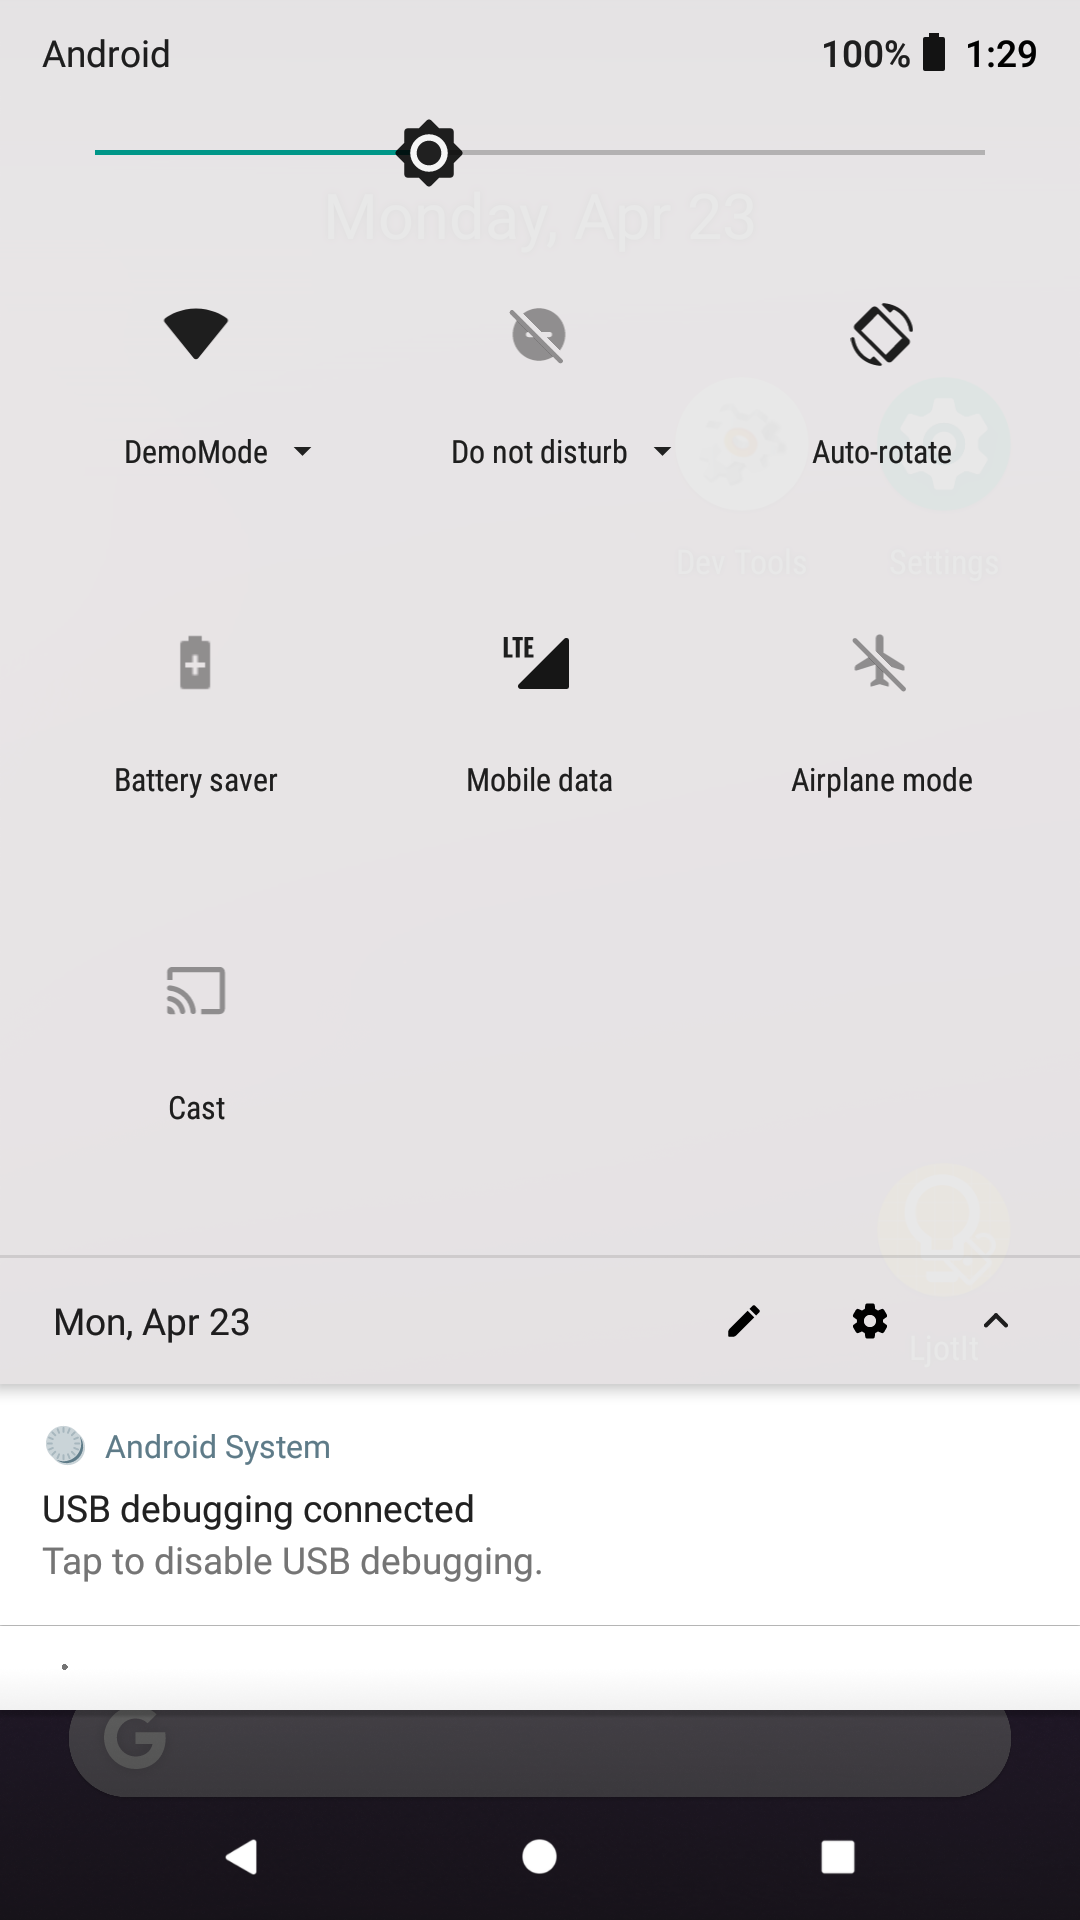 Android 100% 1:29
Monday, Apr 23
DemoMode Do not disturb Auto-rotate
Dev Tools Settings
LTE
Battery saver Mobile data Airplane mode
Cast
Mon, Apr 23
LjotIt
Android System
USB debugging connected
Tap to disable USB debugging.
G